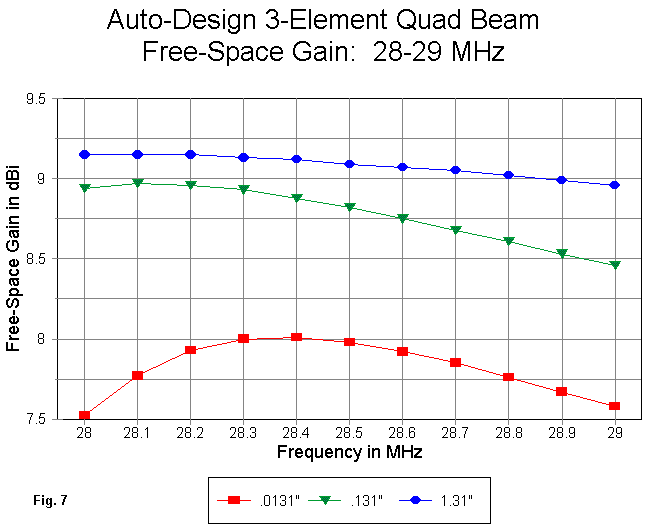 Auto-Design 3-Element Quad Beam
Free-Space Gain:  28-29 MHz
Free-Space Gain in dBi
9.5
9
8.5
8
7.5
28 28.1 28.2 28.3 28.4 28.5 28.6 28.7 28.8 28.9 29
Frequency in MHz
Fig. 7
.0131" .131" 1.31"